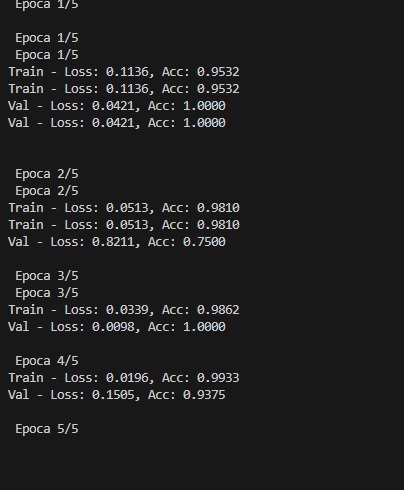 Epoca 1/5
Epoca 1/5
Epoca 1/5
Train - Loss: 0.1136, Acc: 0.9532
Train - Loss: 0.1136, Acc: 0.9532
Val - Loss: 0.0421, Acc: 1.0000
Val - Loss: 0.0421, Acc: 1.0000
Epoca 2/5
Epoca 2/5
Train - Loss: 0.0513, Acc: 0.9810
Train - Loss: 0.0513, Acc: 0.9810
Val - Loss: 0.8211, Acc: 0.7500
Epoca 3/5
Epoca 3/5
Train - Loss: 0.0339, Acc: 0.9862
Val - Loss: 0.0098, Acc: 1.0000
Epoca 4/5
Train - Loss: 0.0196, Acc: 0.9933
Val - Loss: 0.1505, Acc: 0.9375
Epoca 5/5